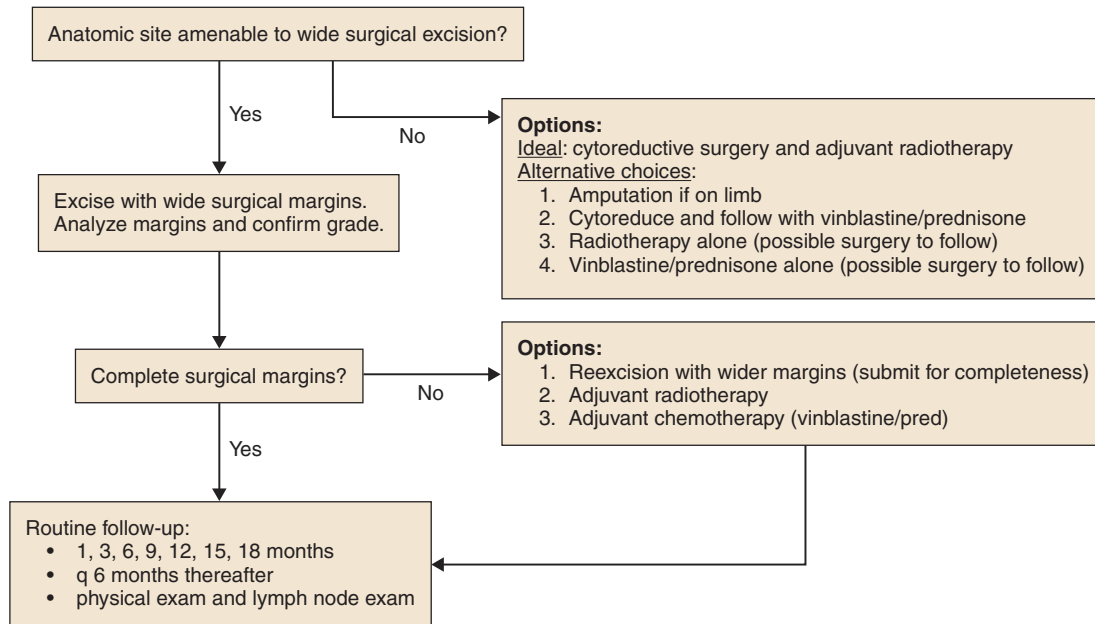 Anatomic site amenable to wide surgical excision?
Yes
No
Options:
Ideal: cytoreductive surgery and adjuvant radiotherapy
Alternative choices:
1. Amputation if on limb
2. Cytoreduce and follow with vinblastine/prednisone
3. Radiotherapy alone (possible surgery to follow)
4. Vinblastine/prednisone alone (possible surgery to follow)
Excise with wide surgical margins.
Analyze margins and confirm grade.
Complete surgical margins?
No
Options:
1. Reexcision with wider margins (submit for completeness)
2. Adjuvant radiotherapy
3. Adjuvant chemotherapy (vinblastine/pred)
Yes
Routine follow-up:
• 1, 3, 6, 9, 12, 15, 18 months
• q 6 months thereafter
• physical exam and lymph node exam